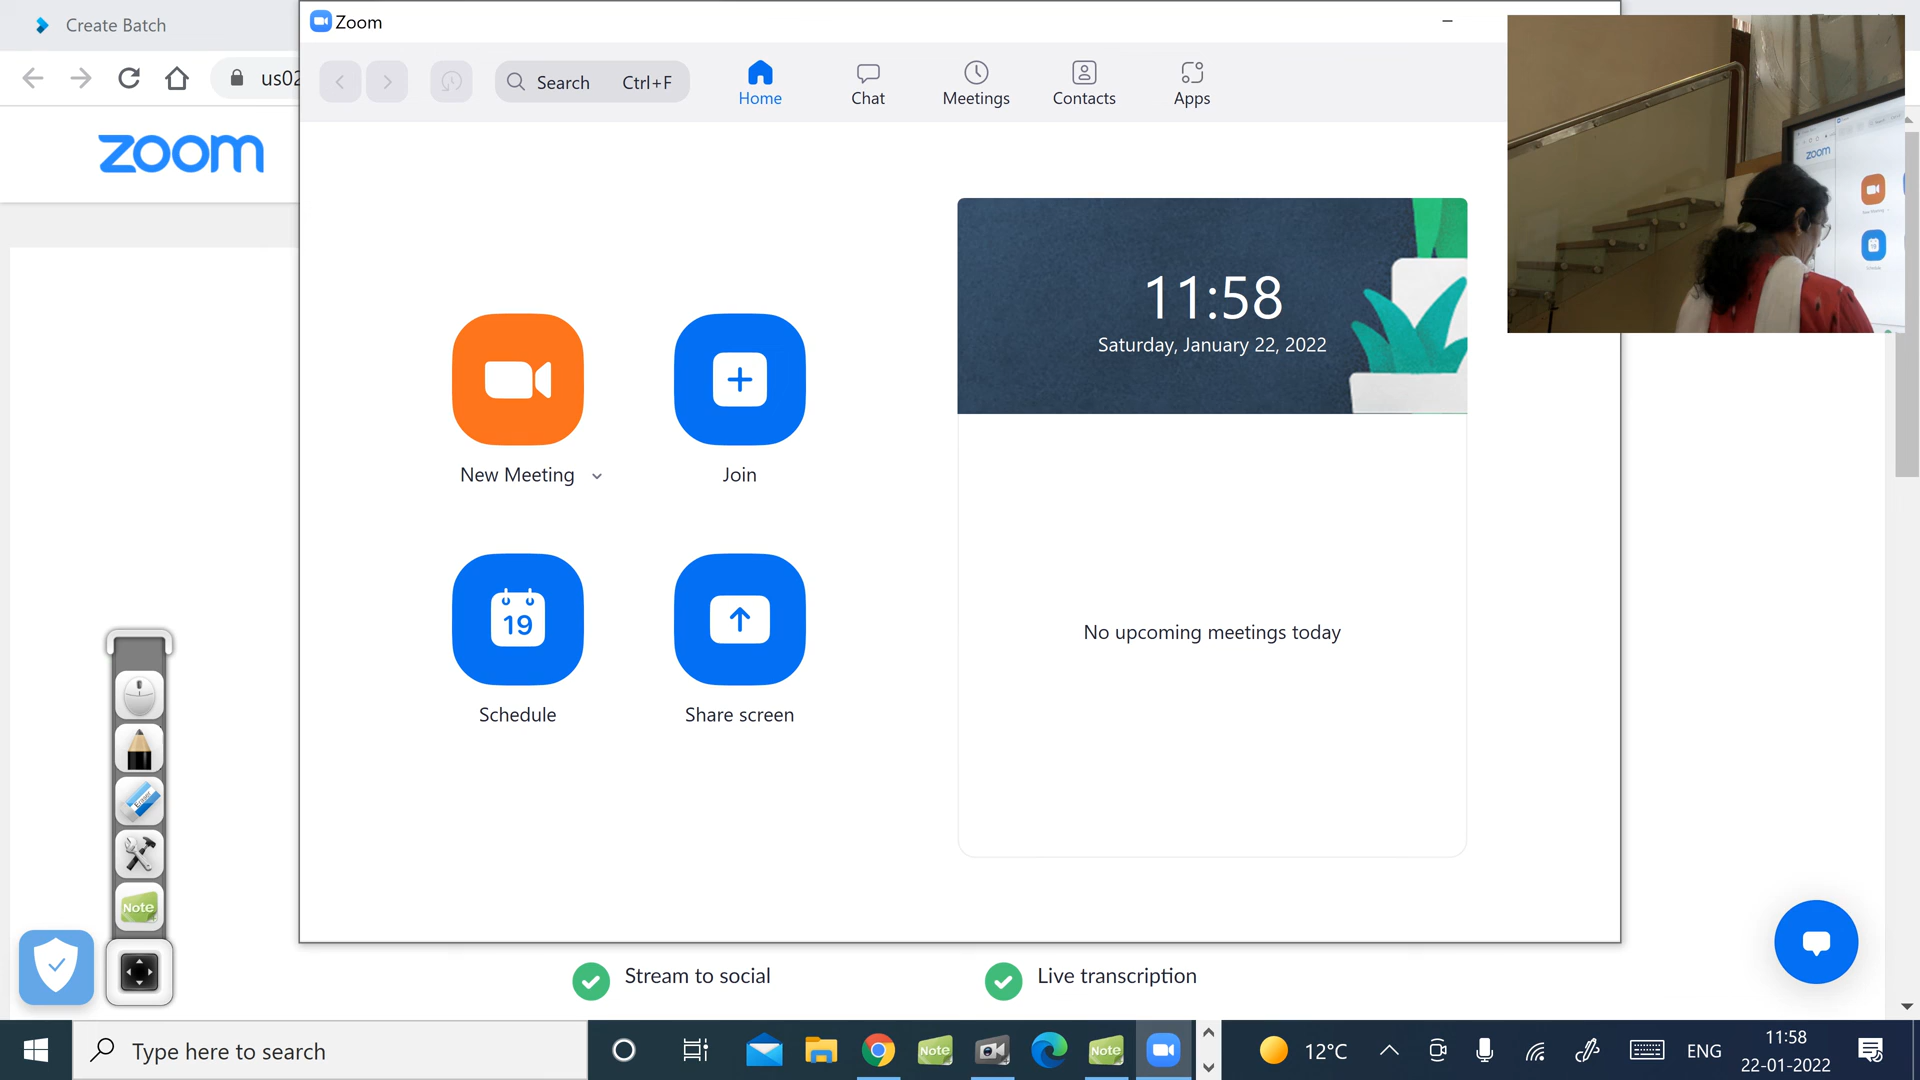 Create Batch
us02
zoom
Zoom
Search Ctrl+F
Home
Chat
Meetings
Contacts
Apps
11:58
Saturday, January 22, 2022
New Meeting
Join
19
Schedule
Share screen
No upcoming meetings today
zoom
Eraser
Note
Stream to social
Live transcription
Type here to search
Note
Note
12°C
ENG
11:58
22-01-2022